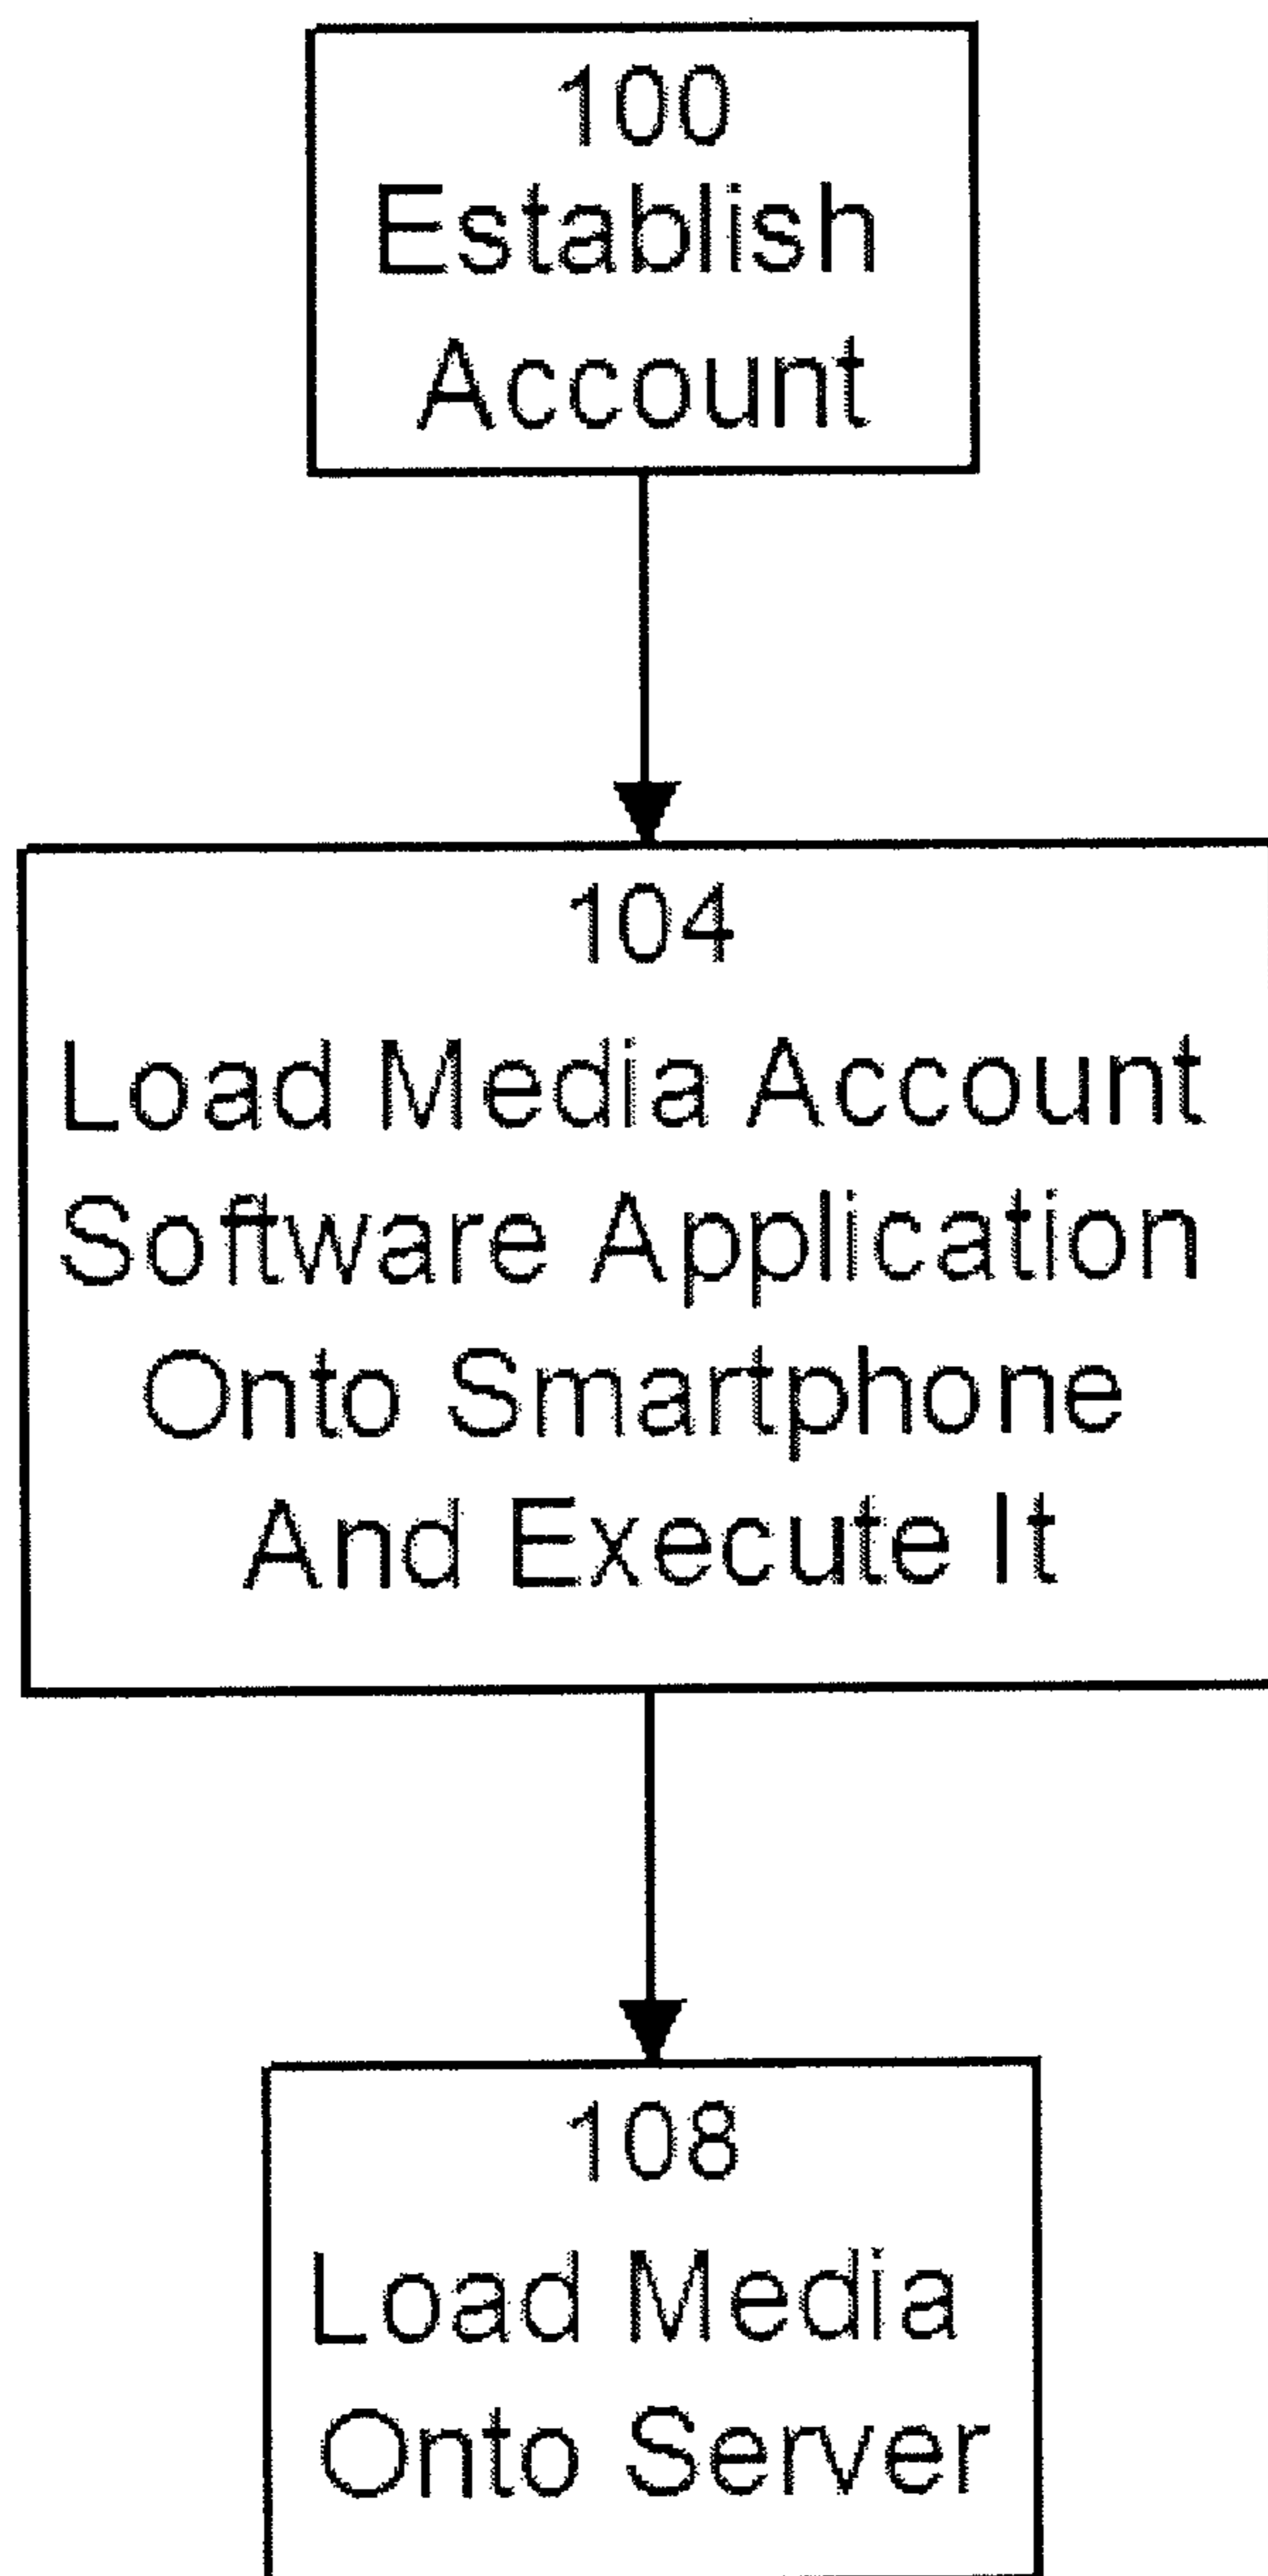 100
Establish
Account
104
Load Media Account
Software Application
Onto Smartphone
And Execute It
108
Load Media
Onto Server